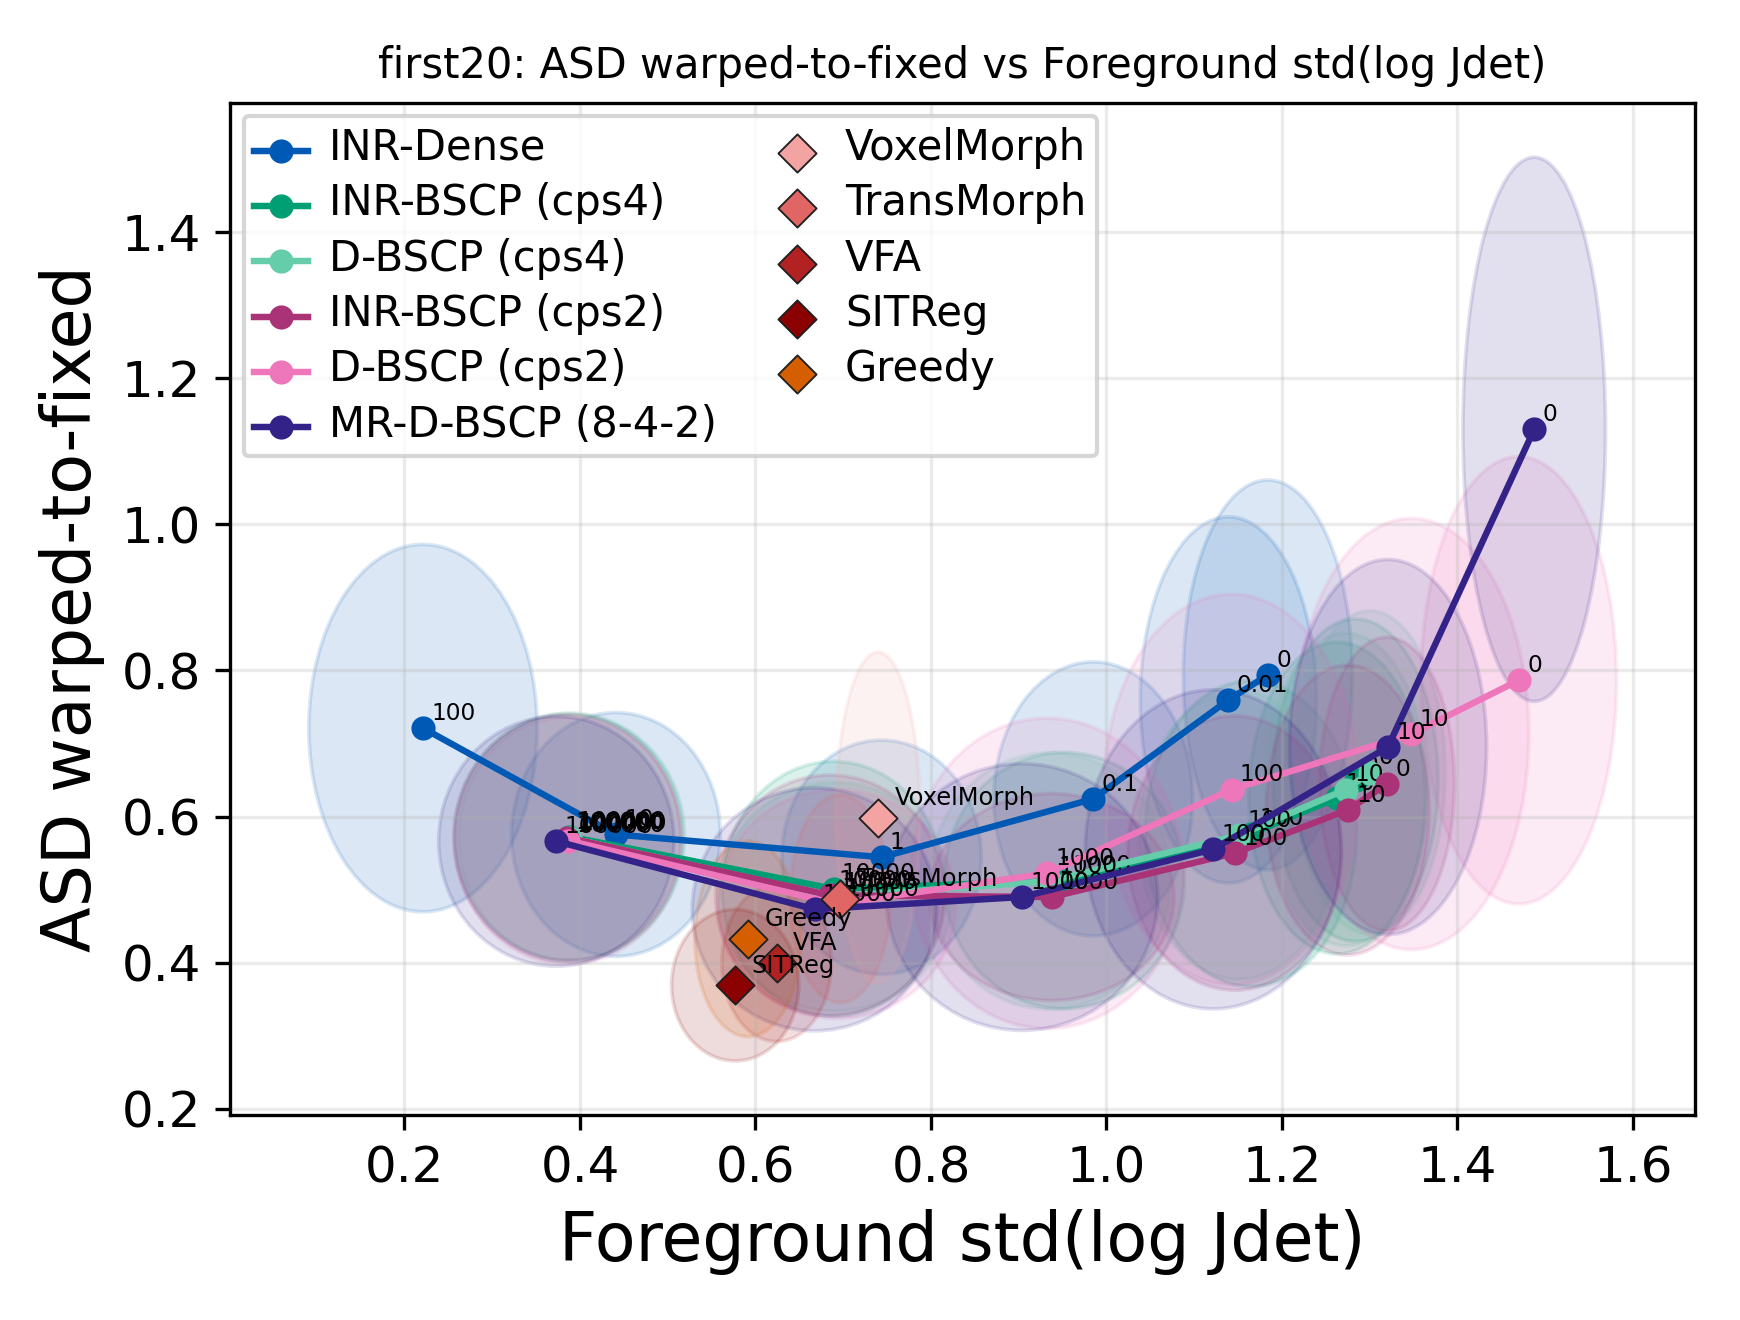 first20: ASD warped-to-fixed vs Foreground std(log Jdet)
INR-Dense
INR-BSCP (cps4)
D-BSCP (cps4)
INR-BSCP (cps2)
D-BSCP (cps2)
MR-D-BSCP (8-4-2)
VoxelMorph
TransMorph
VFA
SITReg
Greedy
ASD warped-to-fixed
1.4
1.2
1.0
0.8
0.6
0.4
0.2
0
0
0
0.01
100
10
10
0
10
10
100
0.1
VoxelMorph
1
100
100
1000
1000
10000
Greedy
VFA
SITReg
0.2
0.4
0.6
0.8
1.0
1.2
1.4
1.6
Foreground std(log Jdet)